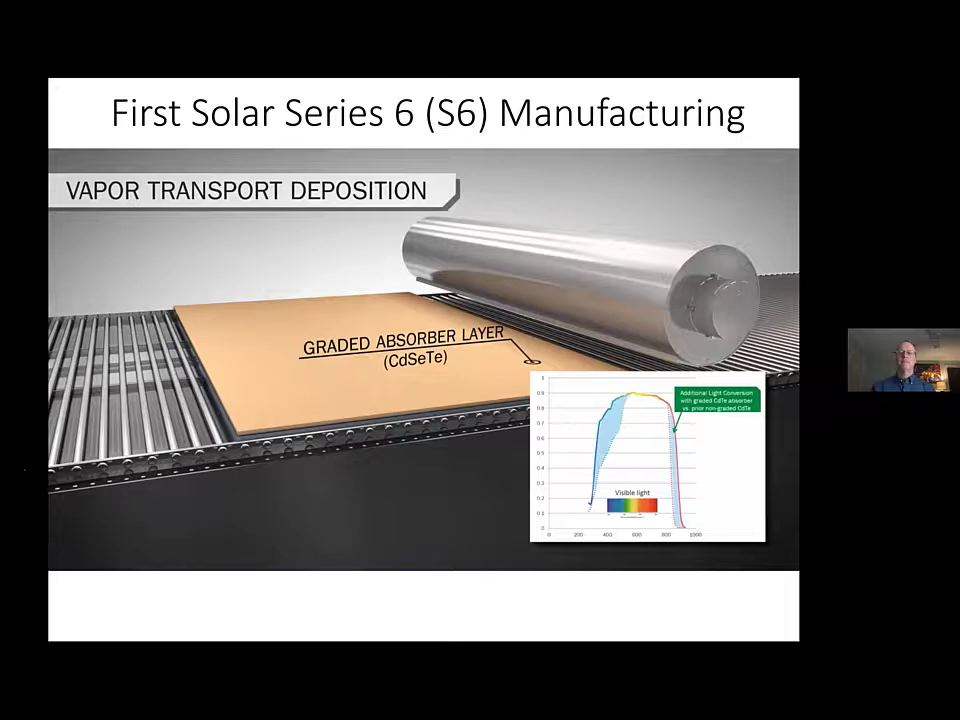 First Solar Series 6 (S6) Manufacturing
VAPOR TRANSPORT DEPOSITION
GRADED ABSORBER LAYER
(CdSeTe)
Additional Light Conversion
with graded CdTe absorber
vs. prior non-graded CdTe
1
0.9
0.8
0.7
0.6
0.5
0.4
0.3
0.2
0.1
0
Visible light
0 200 400 600 800 1000